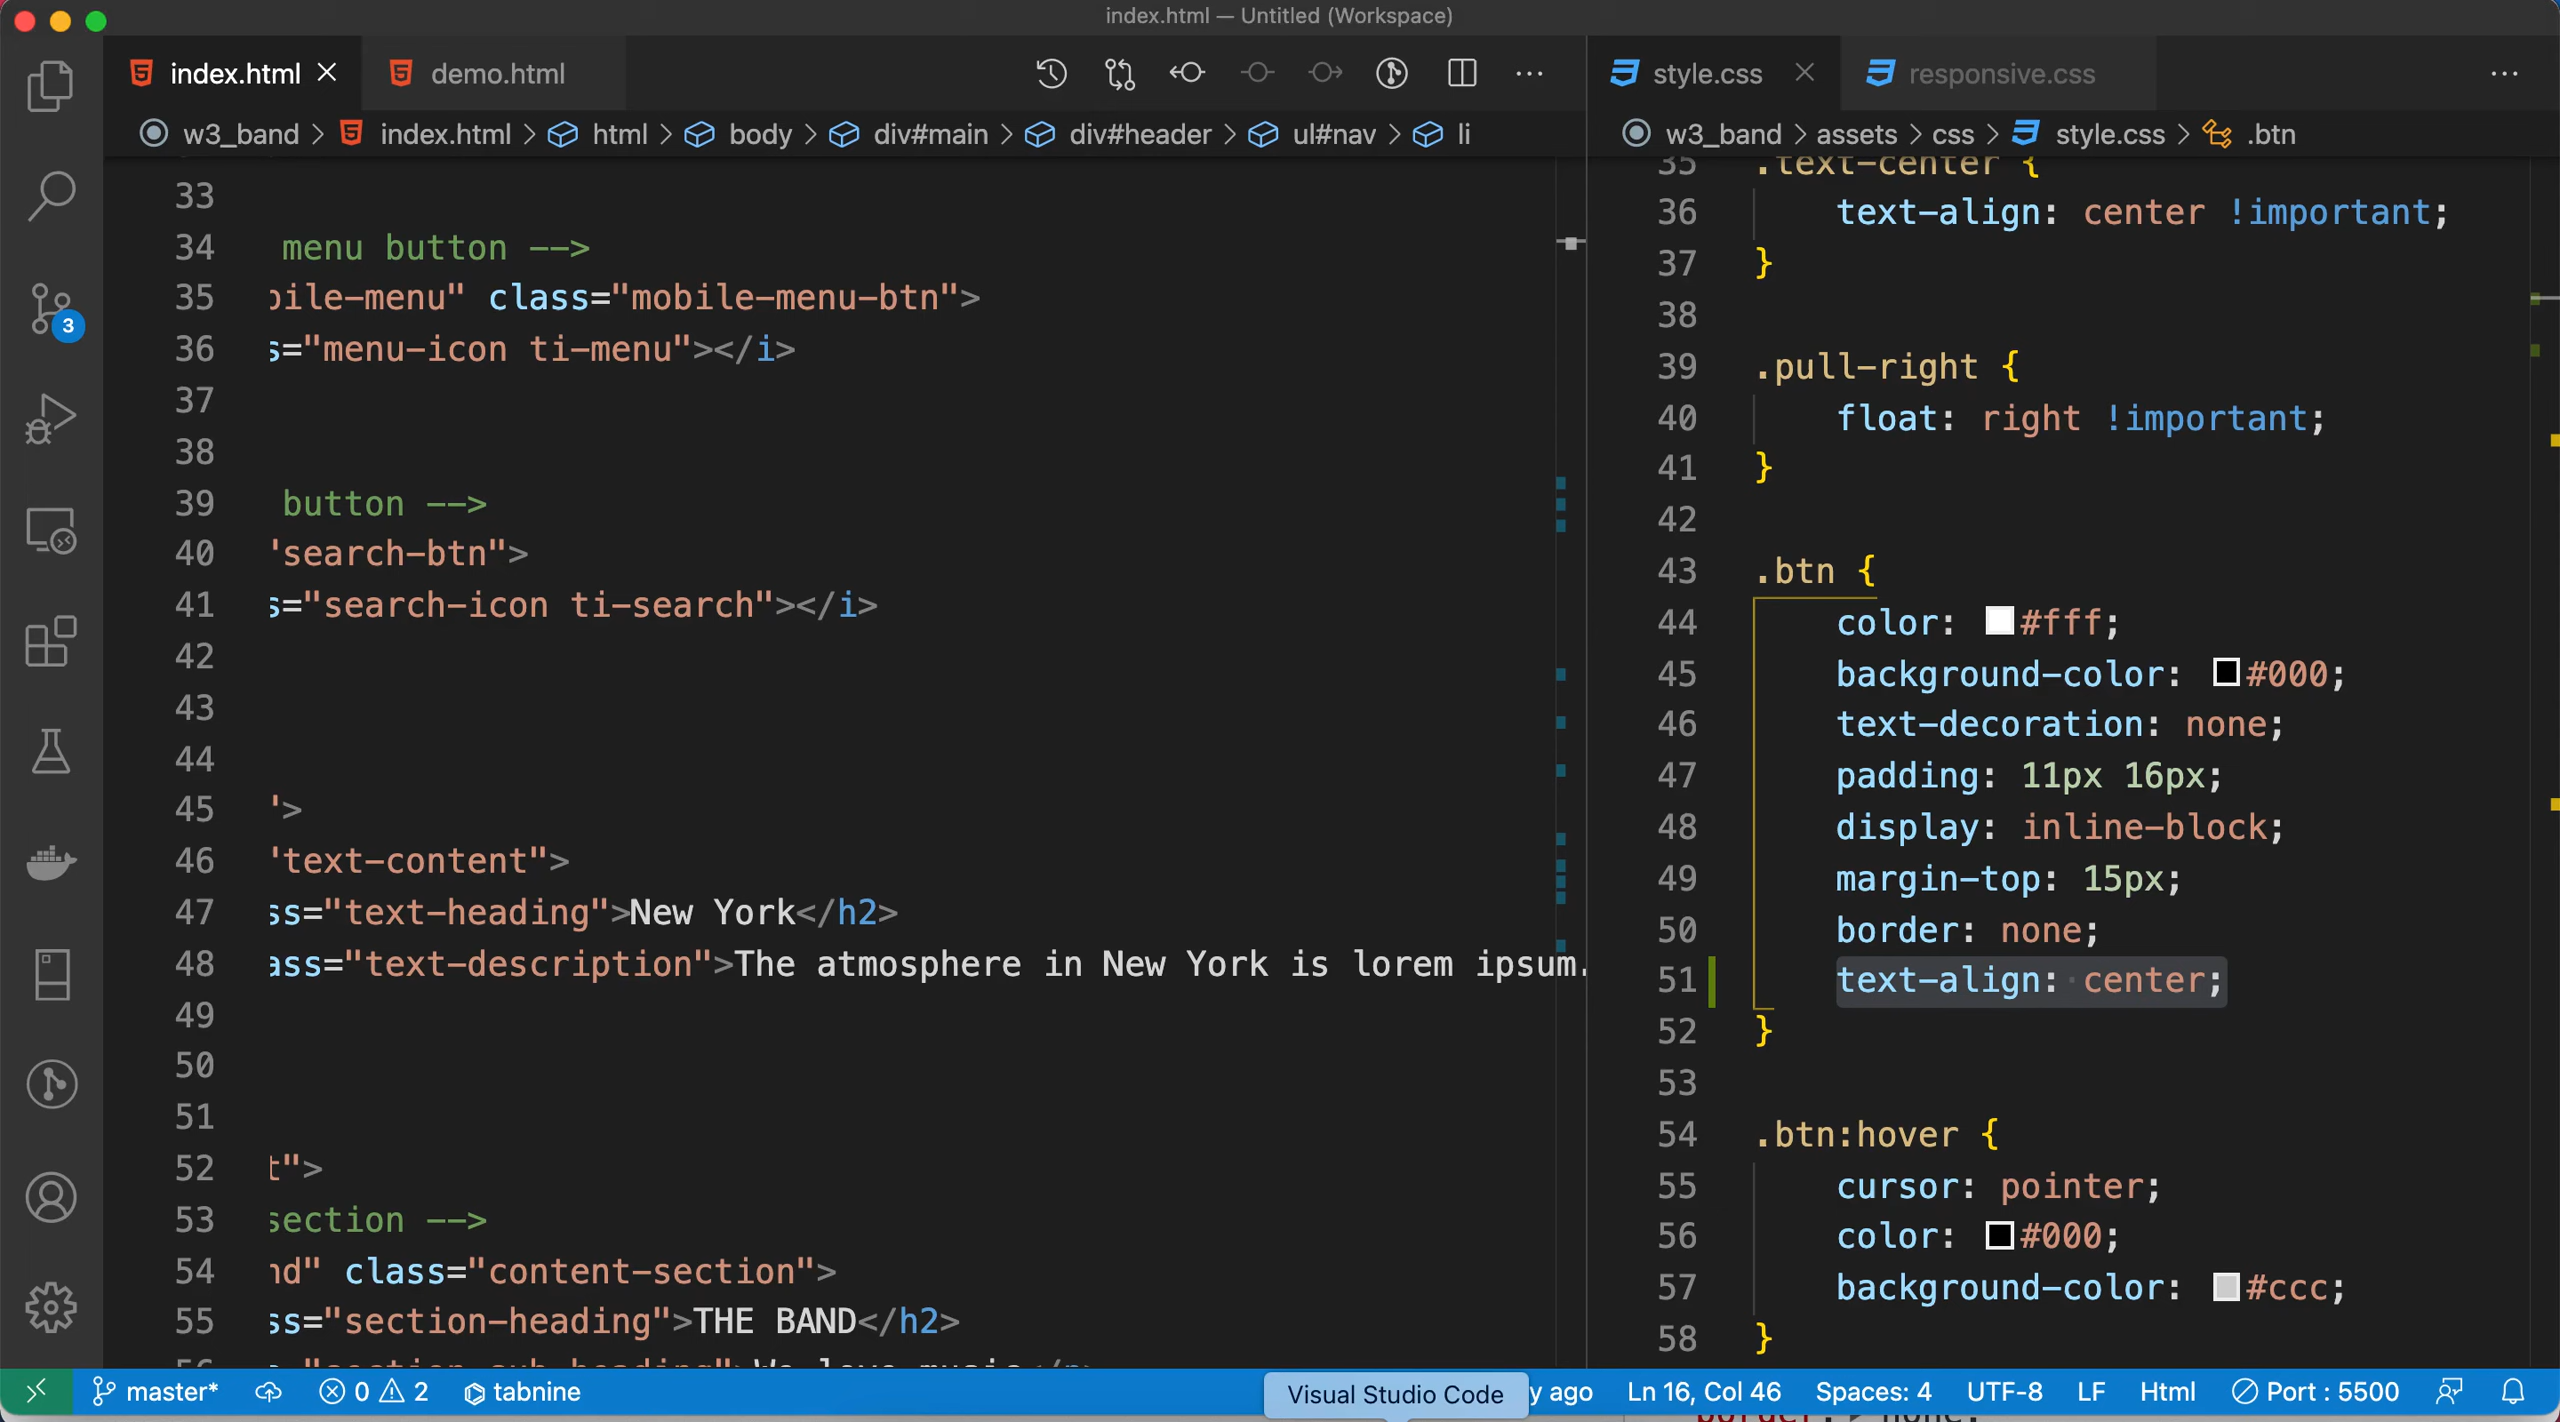 index.html — Untitled (Workspace)
index.html
demo.html
w3_band > index.html > html > body > div#main > div#header > ul#nav > li
33
34 menu button -->
35 bile-menu" class="mobile-menu-btn">
36 s="menu-icon ti-menu"></i>
37
38
39 button -->
40 "search-btn">
41 s="search-icon ti-search"></i>
42
43
44
45 ">
46 "text-content">
47 ss="text-heading">New York</h2>
48 ass="text-description">The atmosphere in New York is lorem ipsum.
49
50
51
52 t">
53 section -->
54 nd" class="content-section">
55 ss="section-heading">THE BAND</h2>
style.css
responsive.css
w3_band > assets > css > style.css > .btn
35 .text-center {
36 text-align: center !important;
37 }
38
39 .pull-right {
40 float: right !important;
41 }
42
43 .btn {
44 color: #fff;
45 background-color: #000;
46 text-decoration: none;
47 padding: 11px 16px;
48 display: inline-block;
49 margin-top: 15px;
50 border: none;
51 text-align: center;
52 }
53
54 .btn:hover {
55 cursor: pointer;
56 color: #000;
57 background-color: #ccc;
58 }
3
master* 0 2 tabnine
Visual Studio Code
y ago Ln 16, Col 46 Spaces: 4 UTF-8 LF Html Port : 5500